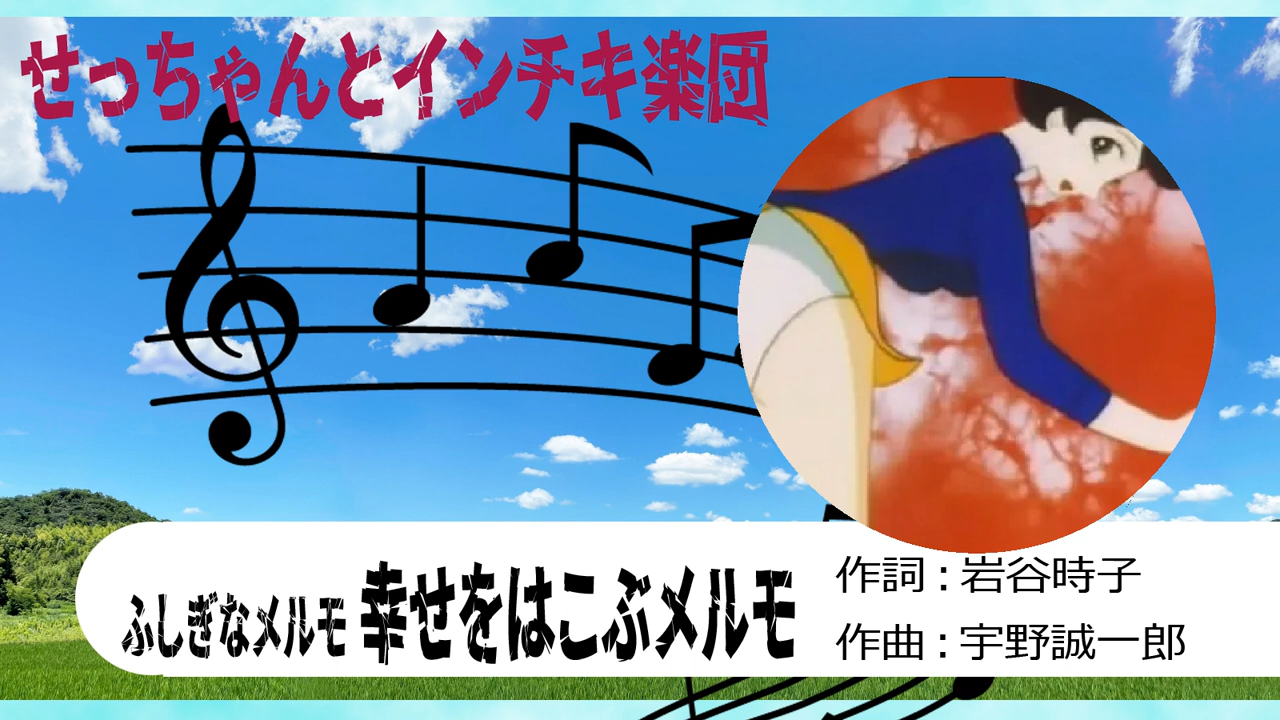 せっちゃんとインチキ楽団
ふしぎなメルモ 幸せをはこぶメルモ
作詞 : 岩谷時子
作曲 : 宇野誠一郎